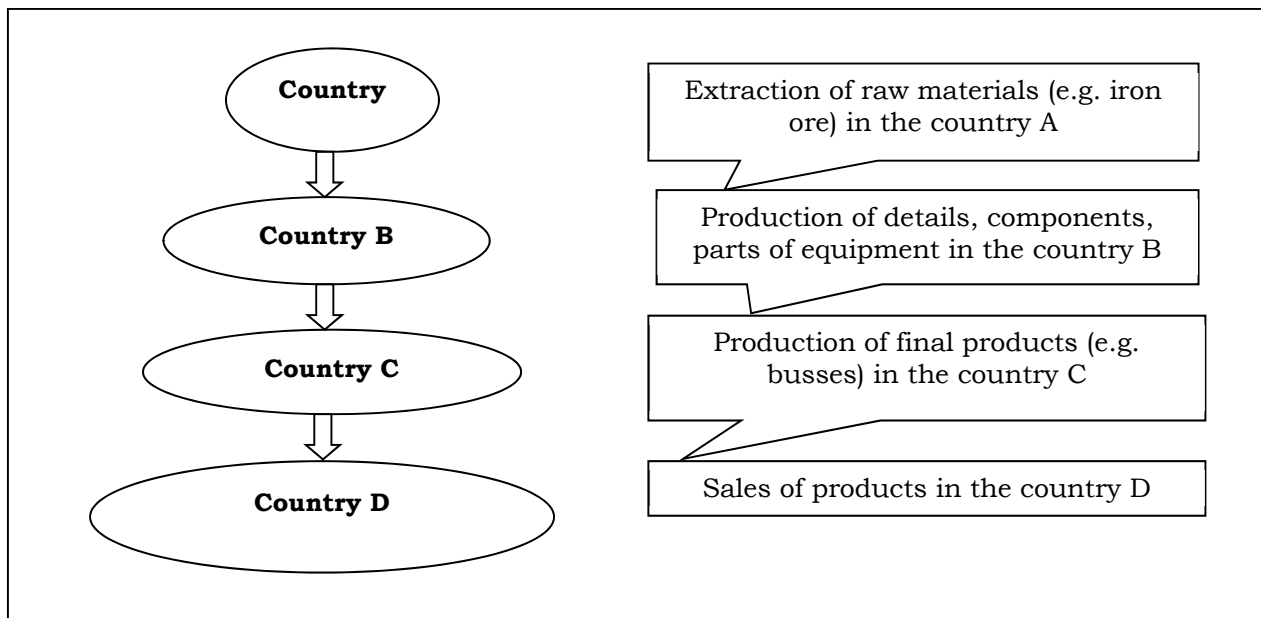 Country
Extraction of raw materials (e.g. iron
ore) in the country A
Country B
Production of details, components,
parts of equipment in the country B
Country C
Production of final products (e.g.
busses) in the country C
Country D
Sales of products in the country D